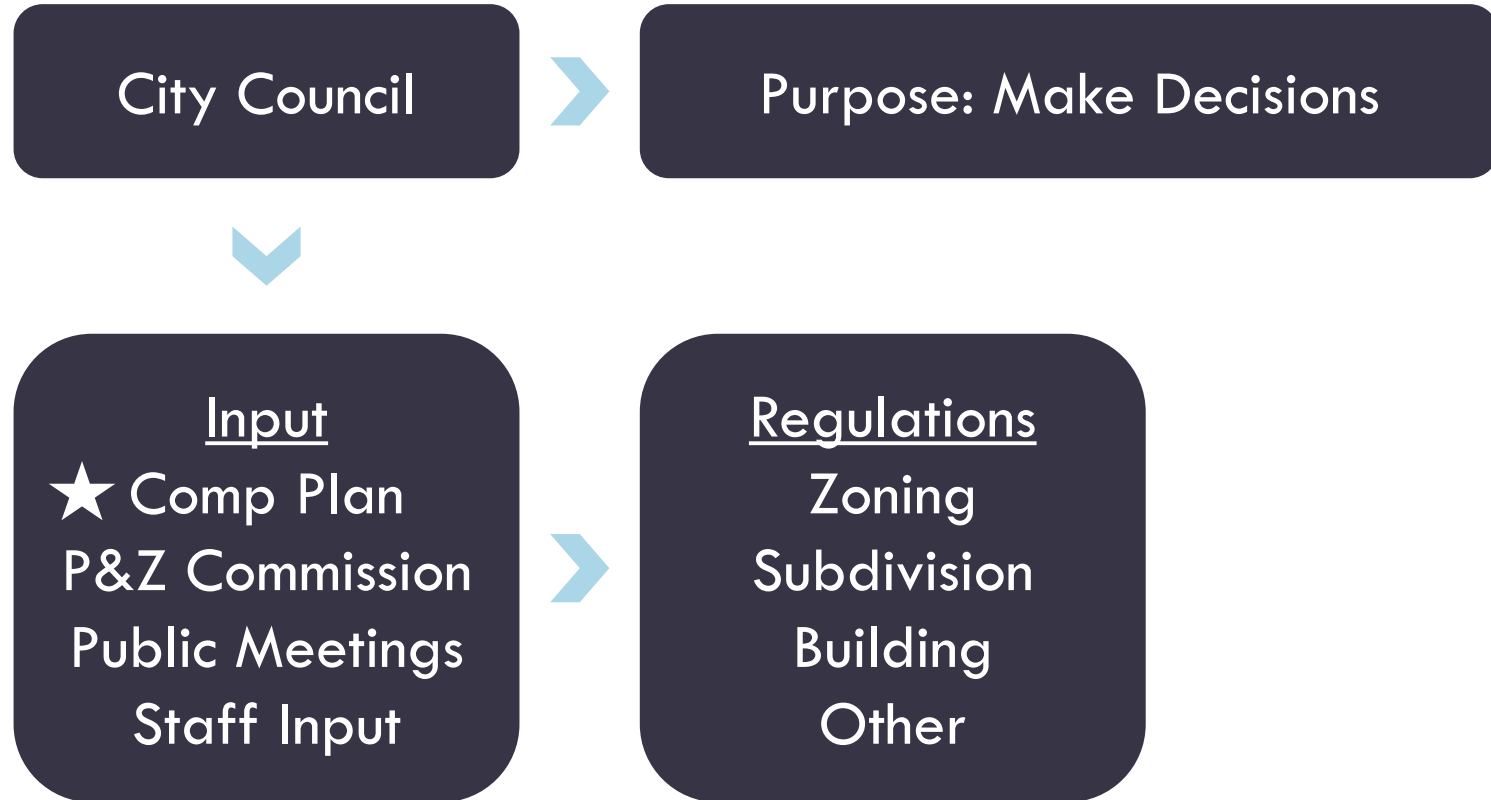 City Council
Purpose: Make Decisions
Input
Comp Plan
P&Z Commission
Public Meetings
Staff Input
Regulations
Zoning
Subdivision
Building
Other